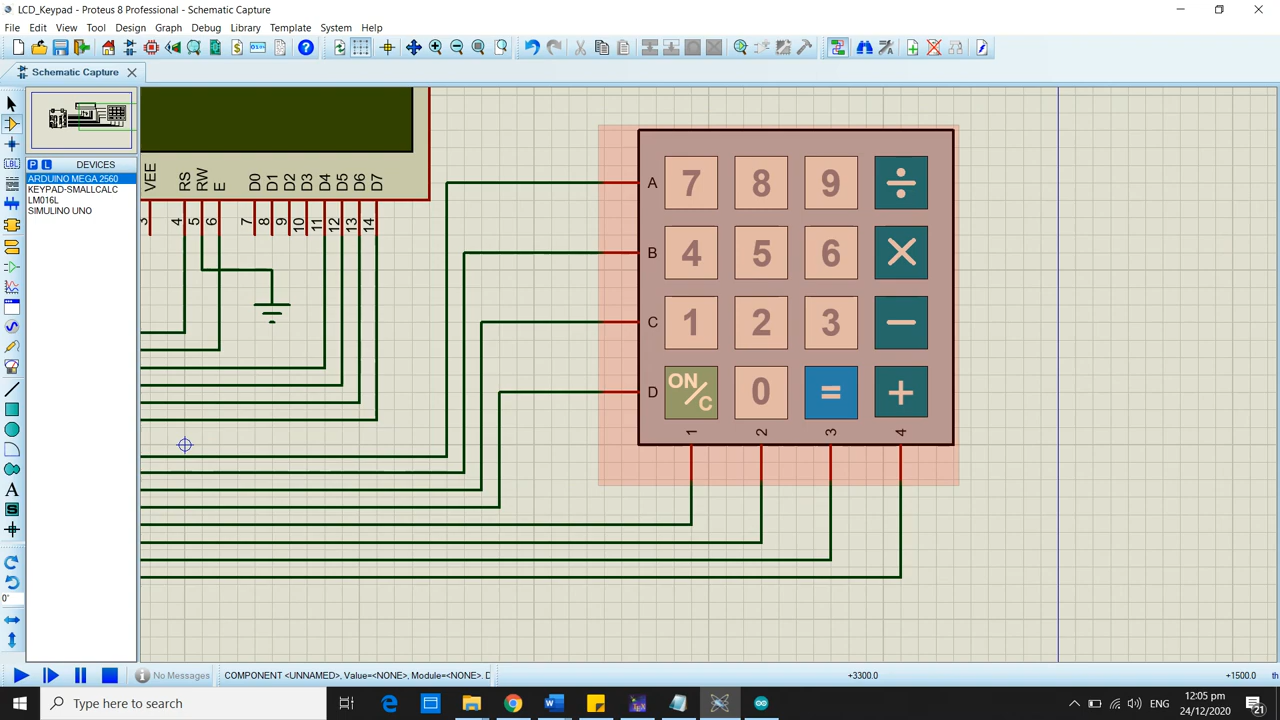 LCD_Keypad - Proteus 8 Professional - Schematic Capture
File Edit View Tool Design Graph Debug Library Template System Help
Schematic Capture
P L DEVICES
ARDUINO MEGA 2560
KEYPAD-SMALLCALC
LM016L
SIMULINO UNO
VEE RS RW E D0 D1 D2 D3 D4 D5 D6 D7
3 4 5 6 7 8 9 10 11 12 13 14
A 7 8 9 ÷
B 4 5 6 ×
C 1 2 3 −
D ON/C 0 = +
1 2 3 4
0°
No Messages
COMPONENT <UNNAMED>, Value=<NONE>, Module=<NONE>. D
+3300.0
+1500.0
th
Type here to search
ENG
12:05 pm
24/12/2020
21